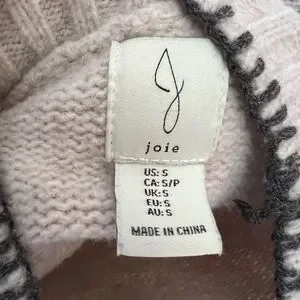 joie
US: S
CA: S/P
UK: S
EU: S
AU: S
MADE IN CHINA